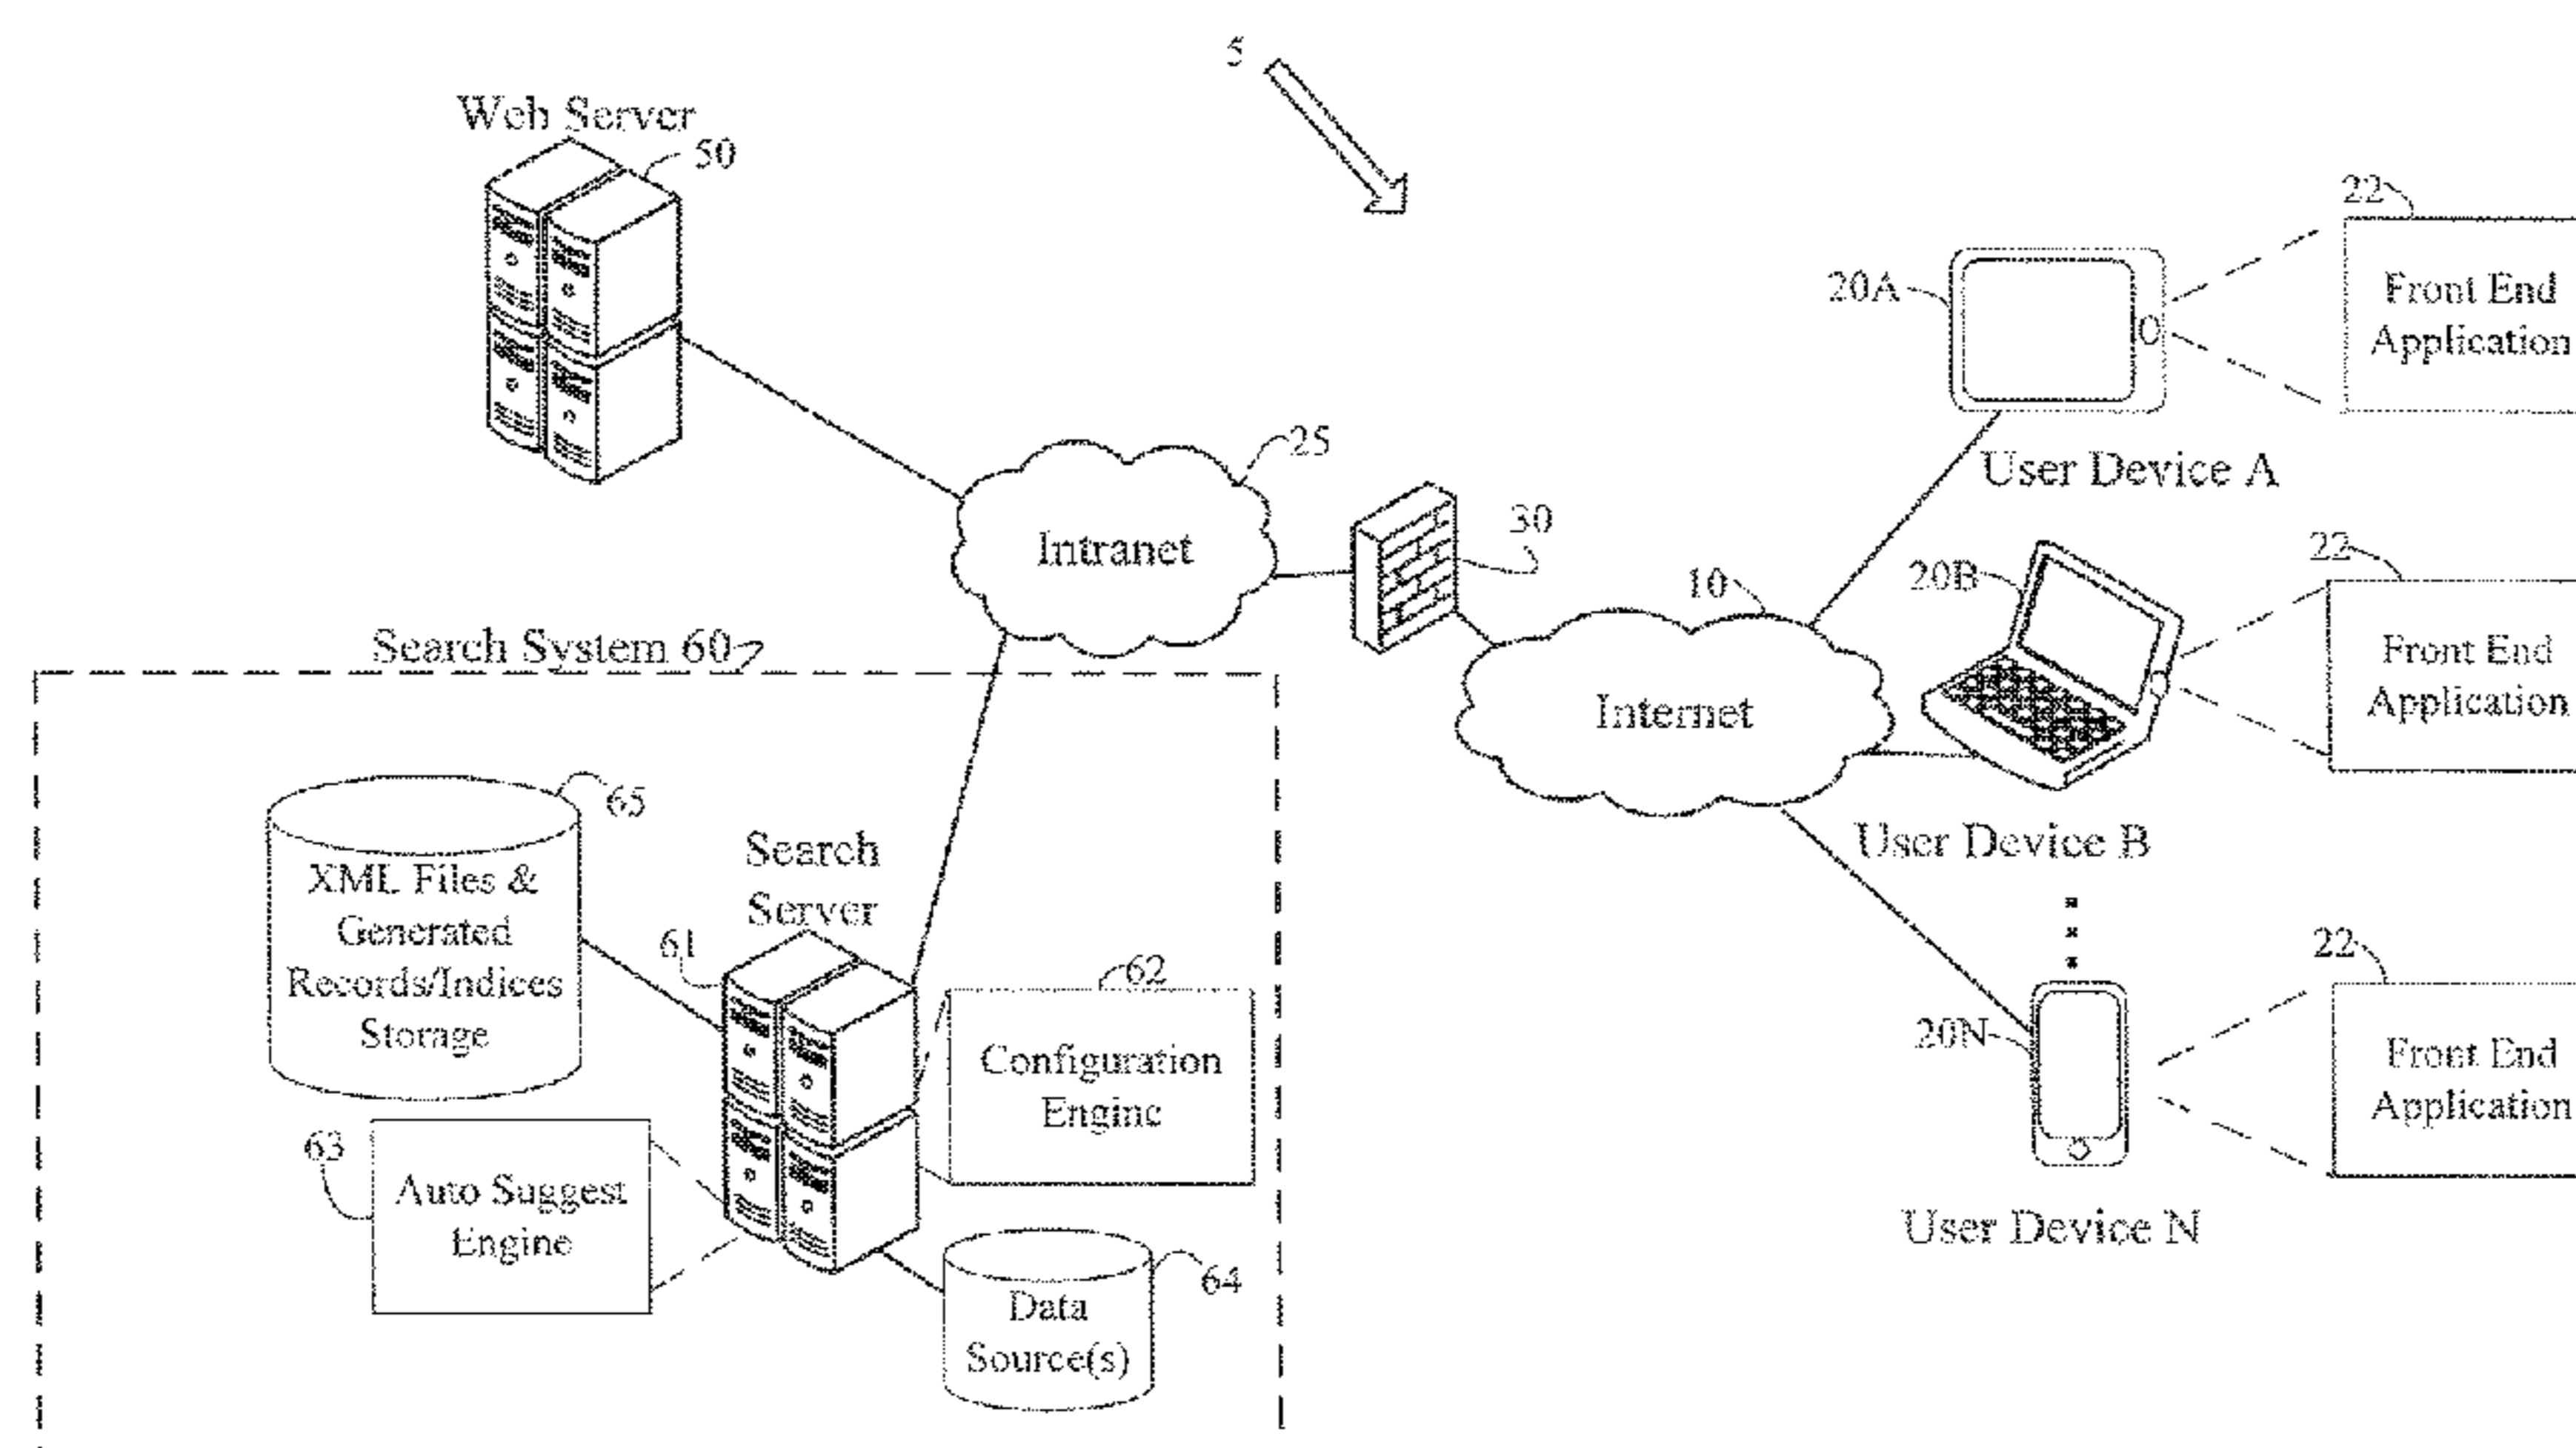 5
Web Server
50
22
20A
Front End
Application
User Device A
25
Intranet
30
10
Internet
20B
22
Front End
Application
User Device B
Search System 60
65
XML Files &
Generated
Records/Indices
Storage
Search
Server
61
62
Configuration
Engine
63
Auto Suggest
Engine
64
Data
Source(s)
22
20N
Front End
Application
User Device N